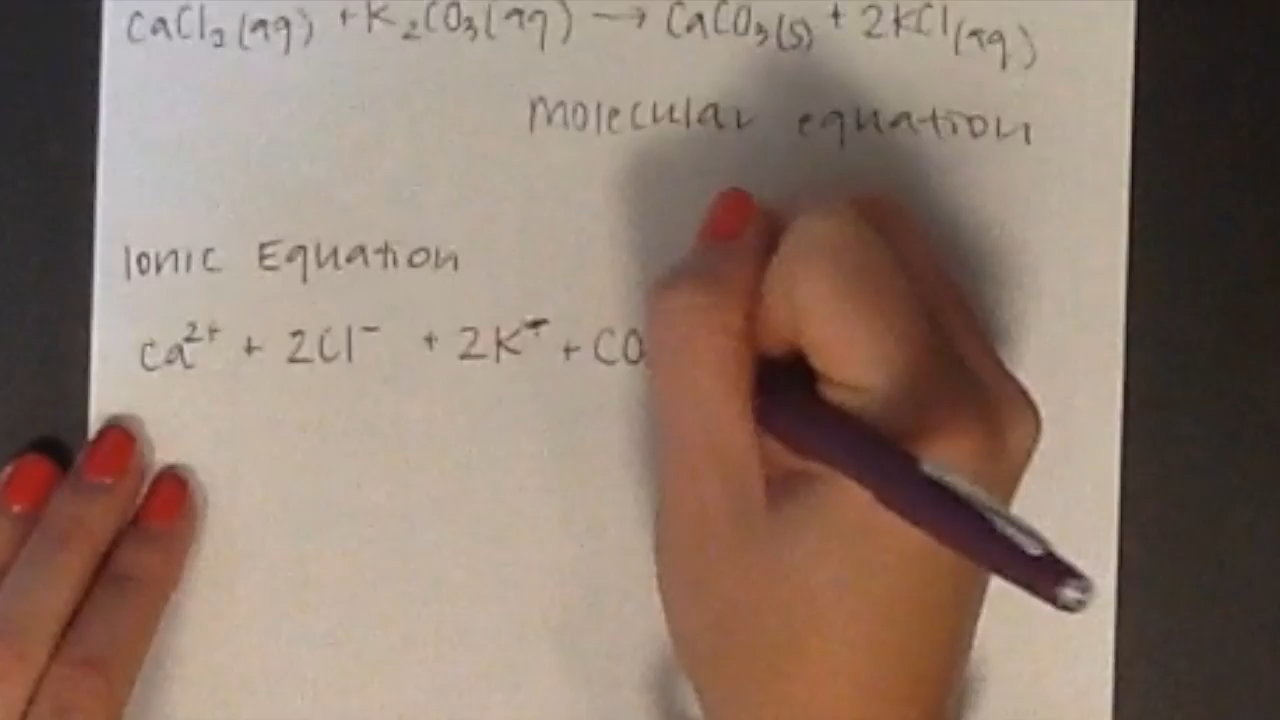 CaCl₂(aq) + K₂CO₃(aq) → CaCO₃(s) + 2KCl(aq)
Molecular equation
Ionic Equation
Ca²⁺ + 2Cl⁻ + 2K⁺ + CO